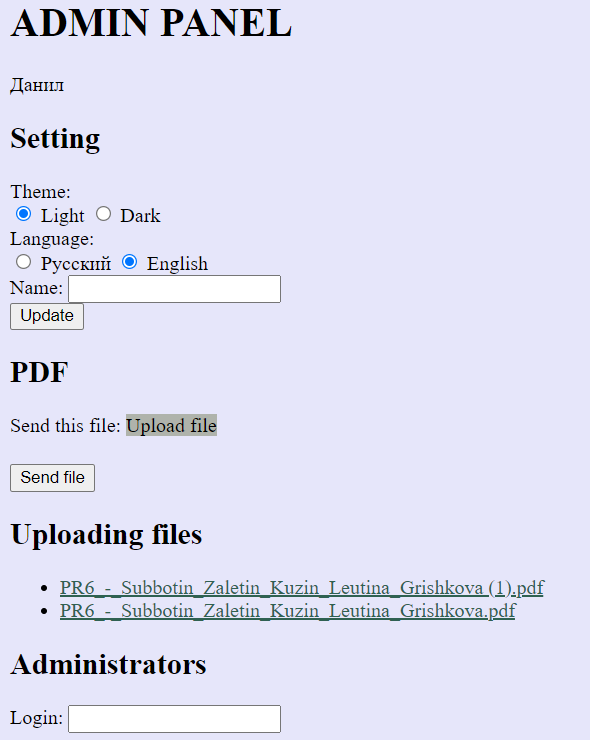 ADMIN PANEL
Данил
Setting
Theme:
Light Dark
Language:
Русский English
Name:
Update
PDF
Send this file: Upload file
Send file
Uploading files
PR6_-_Subbotin_Zaletin_Kuzin_Leutina_Grishkova (1).pdf
PR6_-_Subbotin_Zaletin_Kuzin_Leutina_Grishkova.pdf
Administrators
Login: